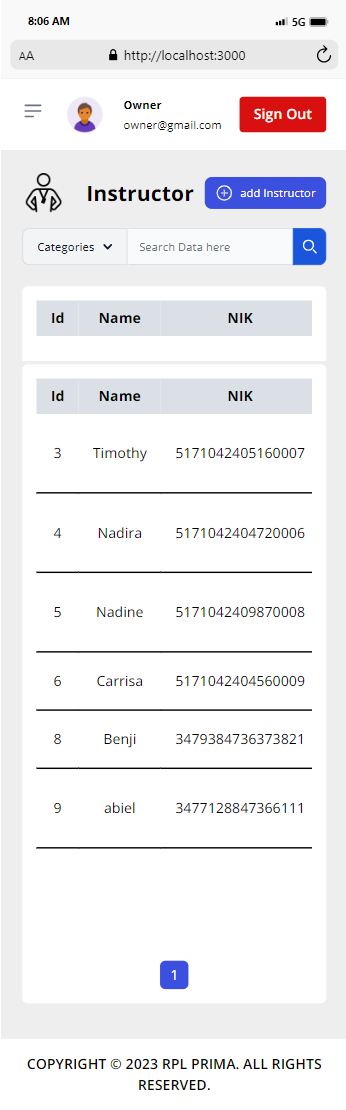 8:06 AM 5G
AA http://localhost:3000
Owner
owner@gmail.com
Sign Out
Instructor
add Instructor
Categories
Search Data here
Id Name NIK
Id Name NIK
3 Timothy 5171042405160007
4 Nadira 5171042404720006
5 Nadine 5171042409870008
6 Carrisa 5171042404560009
8 Benji 3479384736373821
9 abiel 3477128847366111
1
COPYRIGHT © 2023 RPL PRIMA. ALL RIGHTS
RESERVED.